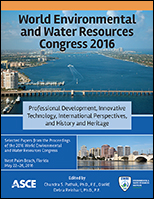 World Environmental
and Water Resources
Congress 2016
Professional Development, Innovative
Technology, International Perspectives,
and History and Heritage
Selected Papers from the Proceedings
of the 2016 World Environmental
and Water Resources Congress
West Palm Beach, Florida
May 22–26, 2016
ASCE
Edited by
Chandra S. Pathak, Ph.D., P.E., D.WRE
Debra Reinhart, Ph.D., P.E.